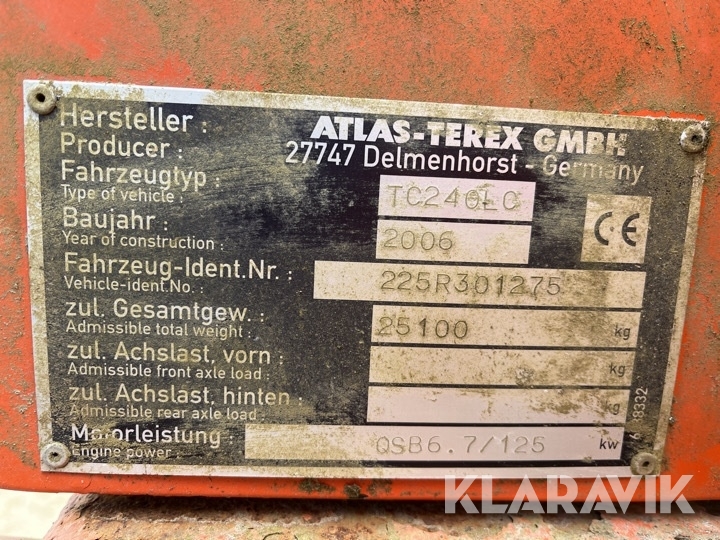 Hersteller : ATLAS-TEREX GMBH
Producer : 27747 Delmenhorst - Germany
Fahrzeugtyp : TC240LC
Type of vehicle :
Baujahr : 2006
Year of construction :
Fahrzeug-Ident.Nr. : 225R301275
Vehicle-ident.No. :
zul. Gesamtgew. : 25100 kg
Admissible total weight :
zul. Achslast, vorn : kg
Admissible front axle load :
zul. Achslast, hinten : kg
Admissible rear axle load :
Motorleistung : QSB6.7/125 kw
Engine power
CE
8332
KLARAVIK